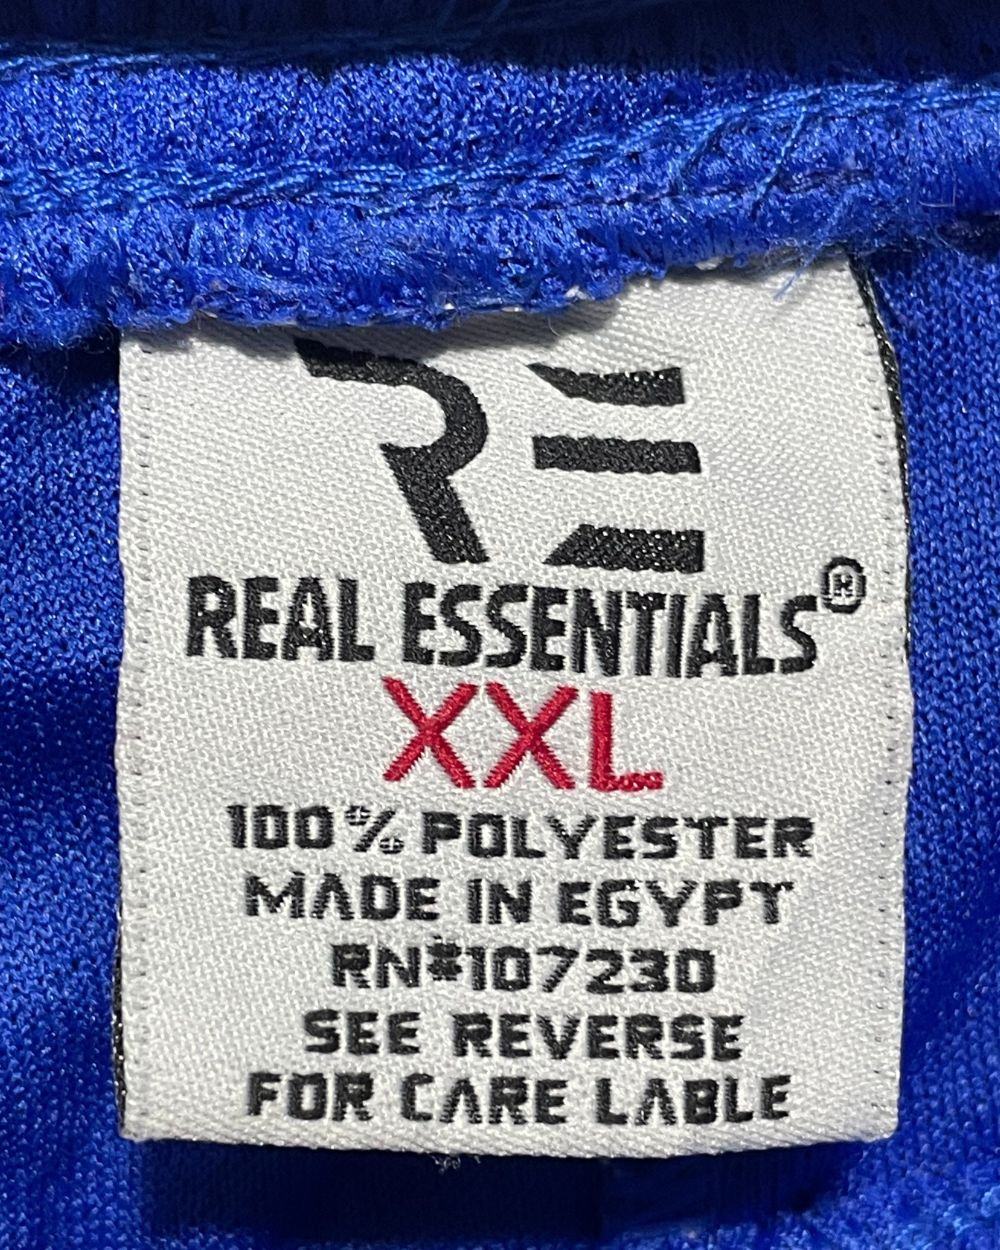 RE
REAL ESSENTIALS®
XXL
100% POLYESTER
MADE IN EGYPT
RN#107230
SEE REVERSE
FOR CARE LABLE